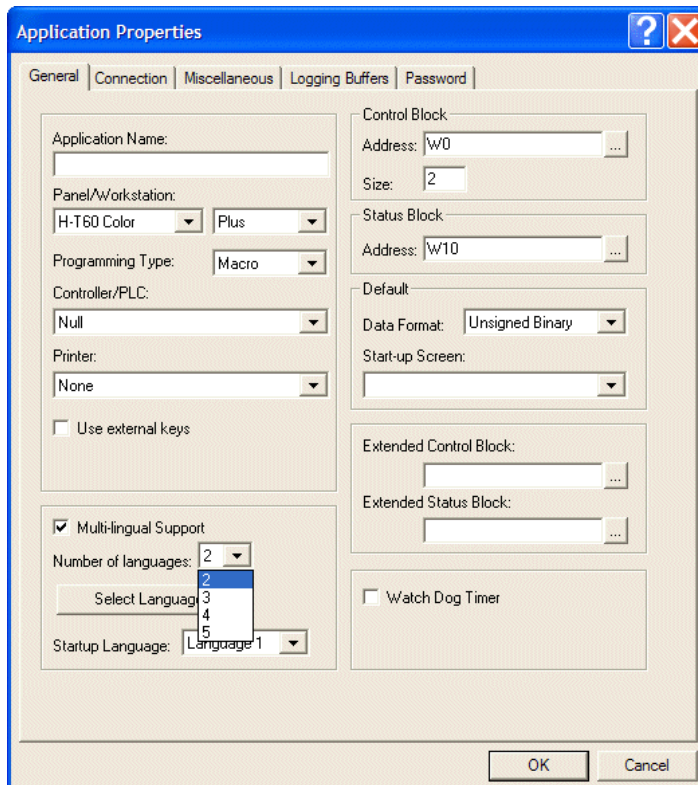 Application Properties
General Connection Miscellaneous Logging Buffers Password
Application Name:
Panel/Workstation:
H-T60 Color Plus
Programming Type: Macro
Controller/PLC:
Null
Printer:
None
Use external keys
Multi-lingual Support
Number of languages: 2
2
3
4
5
Select Languag
Startup Language: Language 1
Control Block
Address: W0 ...
Size: 2
Status Block
Address: W10 ...
Default
Data Format: Unsigned Binary
Start-up Screen:
Extended Control Block:
...
Extended Status Block:
...
Watch Dog Timer
OK Cancel